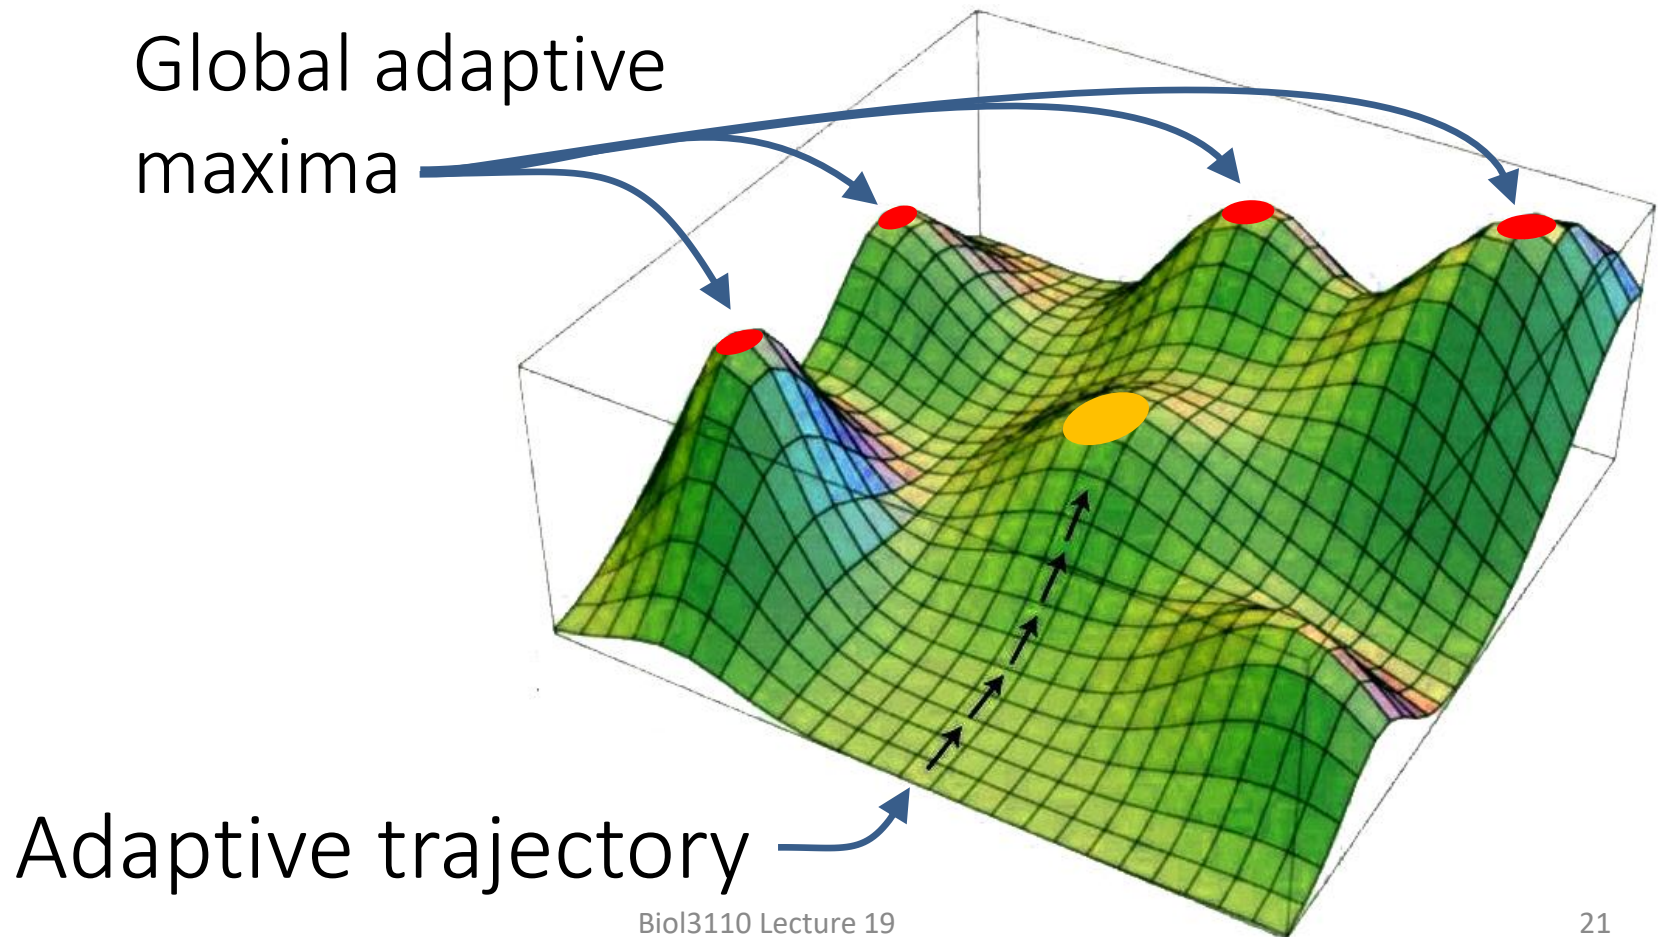 Global adaptive
maxima
Adaptive trajectory
Biol3110 Lecture 19
21